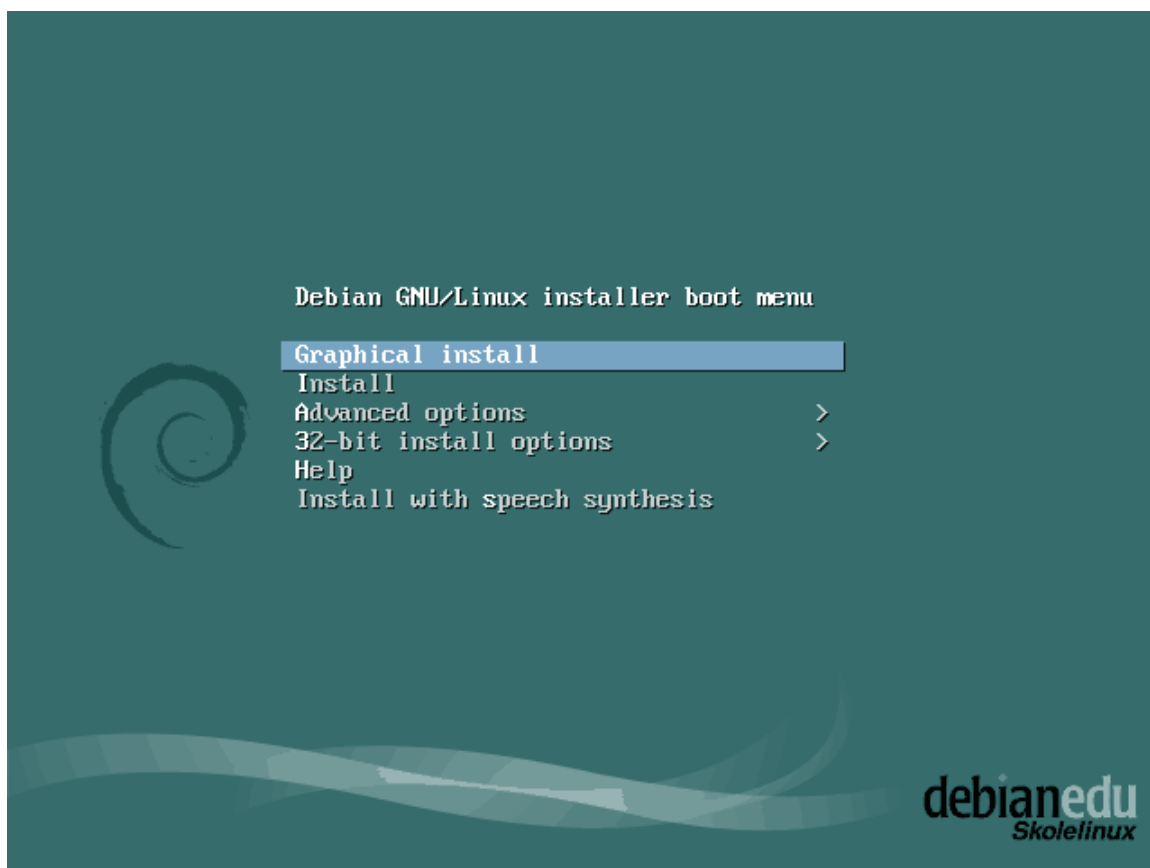 Debian GNU/Linux installer boot menu
Graphical install
Install
Advanced options >
32-bit install options >
Help
Install with speech synthesis
debianedu
Skolelinux